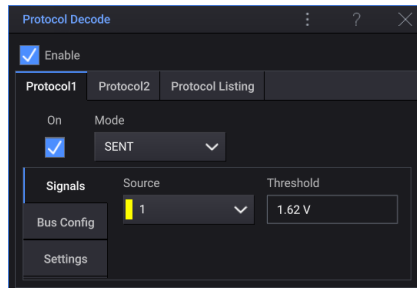 Protocol Decode
Enable
Protocol1 Protocol2 Protocol Listing
On Mode
SENT
Signals Source Threshold
1 1.62 V
Bus Config
Settings